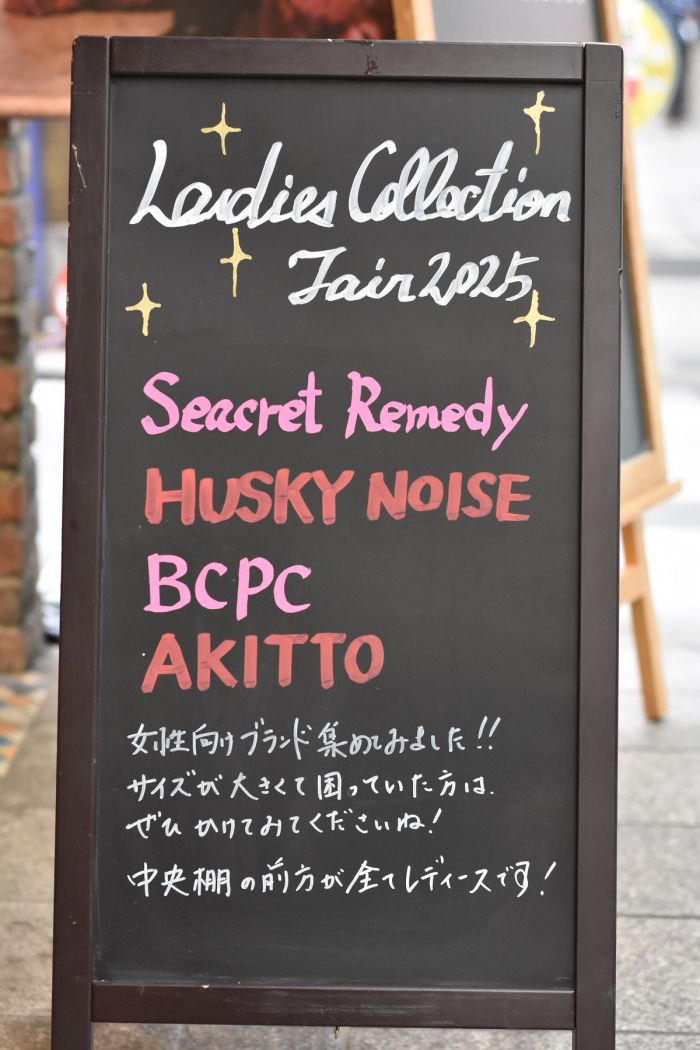 Ladies Collection
Fair 2025
Seacret Remedy
HUSKY NOISE
BCPC
AKITTO
女性向けブランド集めてみました!!
サイズが大きくて困っていた方は、
ぜひかけてみてくださいね!
中央棚の前方が全てレディースです!